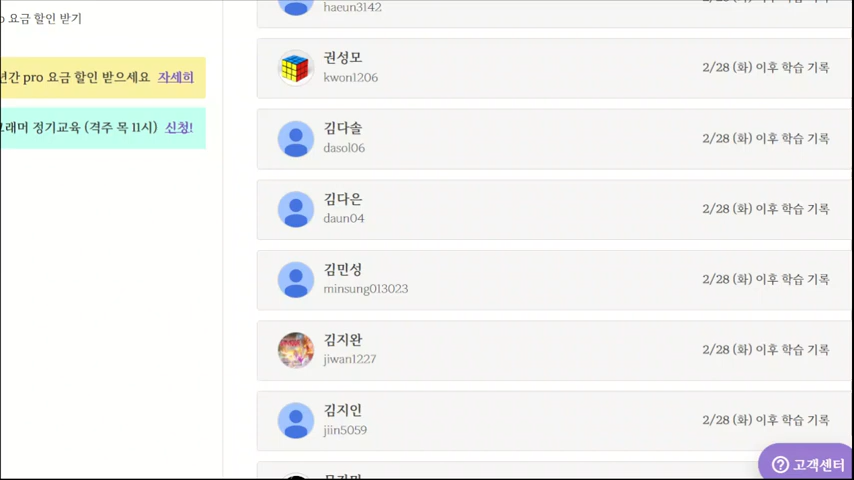 요금 할인 받기
년간 pro 요금 할인 받으세요 자세히
래머 정기교육 (격주 목 11시) 신청!
haeun3142
권성모
kwon1206
2/28 (화) 이후 학습 기록
김다솔
dasol06
2/28 (화) 이후 학습 기록
김다은
daun04
2/28 (화) 이후 학습 기록
김민성
minsung013023
2/28 (화) 이후 학습 기록
김지완
jiwan1227
2/28 (화) 이후 학습 기록
김지인
jiin5059
2/28 (화) 이후 학습 기록
고객센터